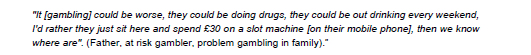 "It [gambling] could be worse, they could be doing drugs, they could be out drinking every weekend,
I'd rather they just sit here and spend £30 on a slot machine [on their mobile phone], then we know
where are". (Father, at risk gambler, problem gambling in family)."